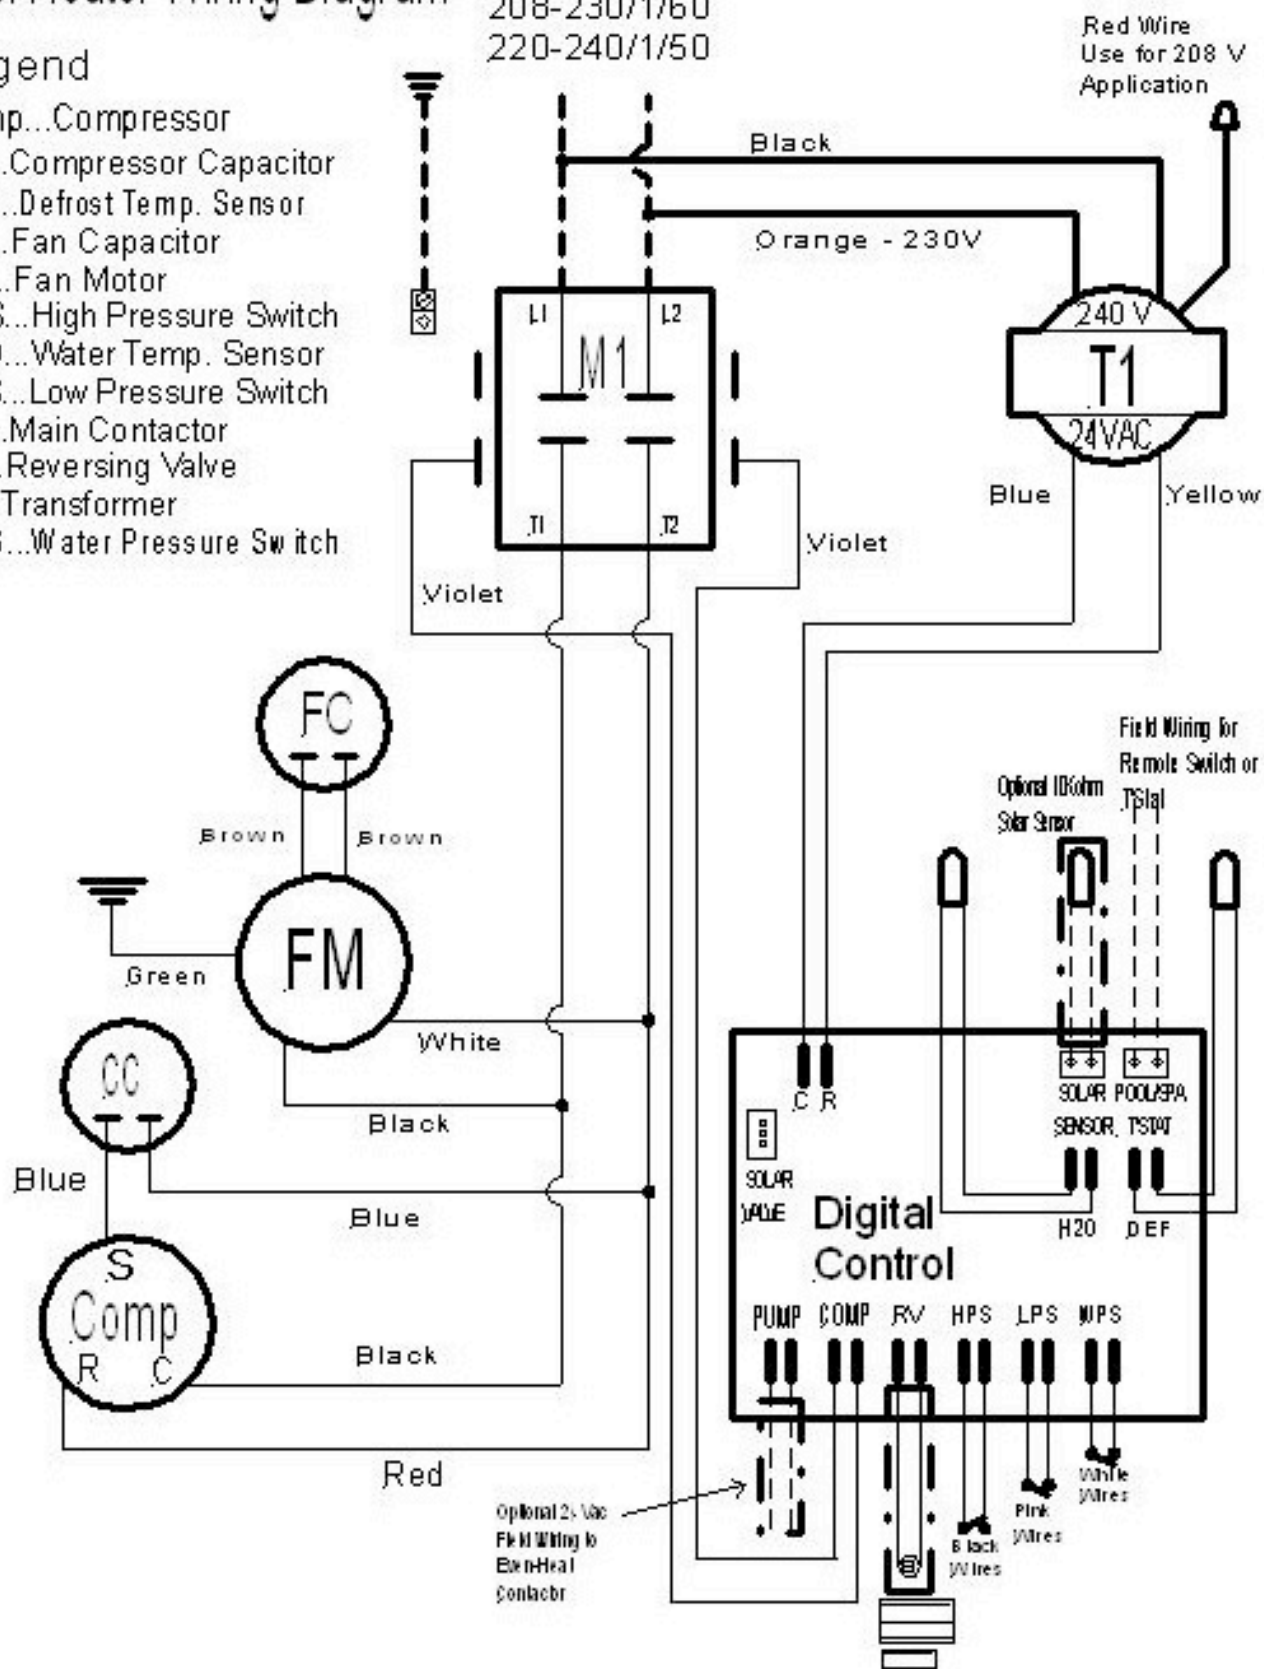 Heater Wiring Diagram
208-230/1/60
220-240/1/50
gend
p...Compressor
.Compressor Capacitor
..Defrost Temp. Sensor
.Fan Capacitor
..Fan Motor
S...High Pressure Switch
...Water Temp. Sensor
S...Low Pressure Switch
.Main Contactor
.Reversing Valve
Transformer
S...Water Pressure Switch
Red Wire
Use for 208 V
Application
Black
Orange - 230V
L1
L2
M1
T1
T2
240 V
T1
24VAC
Blue
Yellow
Violet
Violet
FC
Brown
Brown
FM
Green
White
Black
CC
Blue
Blue
S
Comp
R
C
Black
Red
Field Wiring for
Remote Switch or
T'Stat
Optional 10Kohm
Solar Sensor
C
R
SOLAR
SENSOR
POOL/SPA
T'STAT
SOLAR
VALVE
H20
DEF
Digital
Control
PUMP
COMP
RV
HPS
LPS
WPS
White
Wires
Pink
Wires
Black
Wires
Optional 24 Vac
Field Wiring to
Even-Heat
Contactor